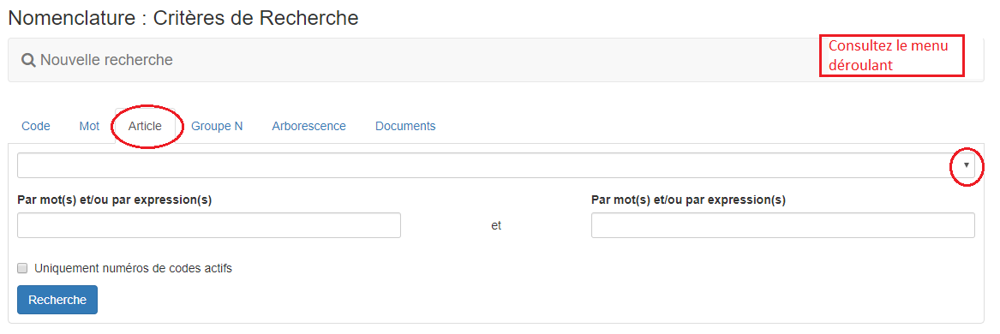 Nomenclature : Critères de Recherche
Nouvelle recherche
Consultez le menu
déroulant
Code Mot Article Groupe N Arborescence Documents
Par mot(s) et/ou par expression(s) Par mot(s) et/ou par expression(s)
et
Uniquement numéros de codes actifs
Recherche